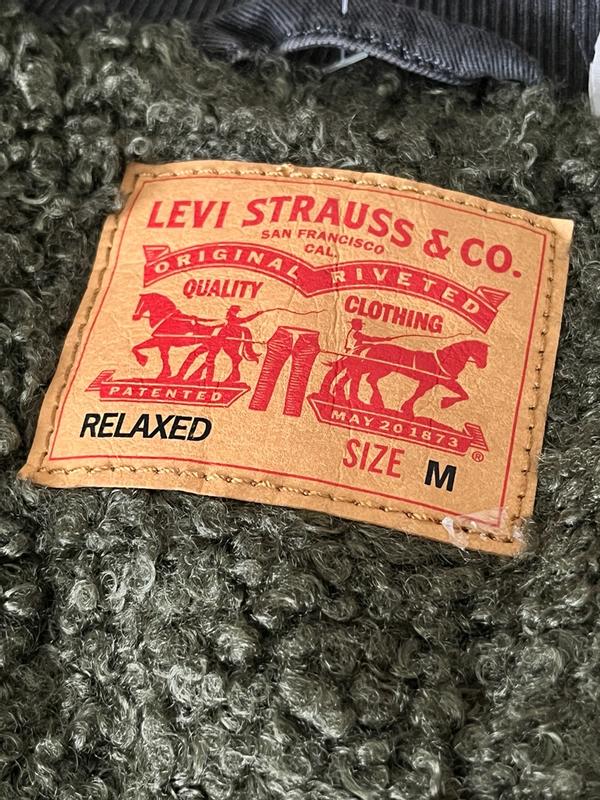 LEVI STRAUSS & CO.
SAN FRANCISCO
CAL.
ORIGINAL RIVETED
QUALITY CLOTHING
PATENTED
MAY 20 1873
RELAXED
SIZE M
®